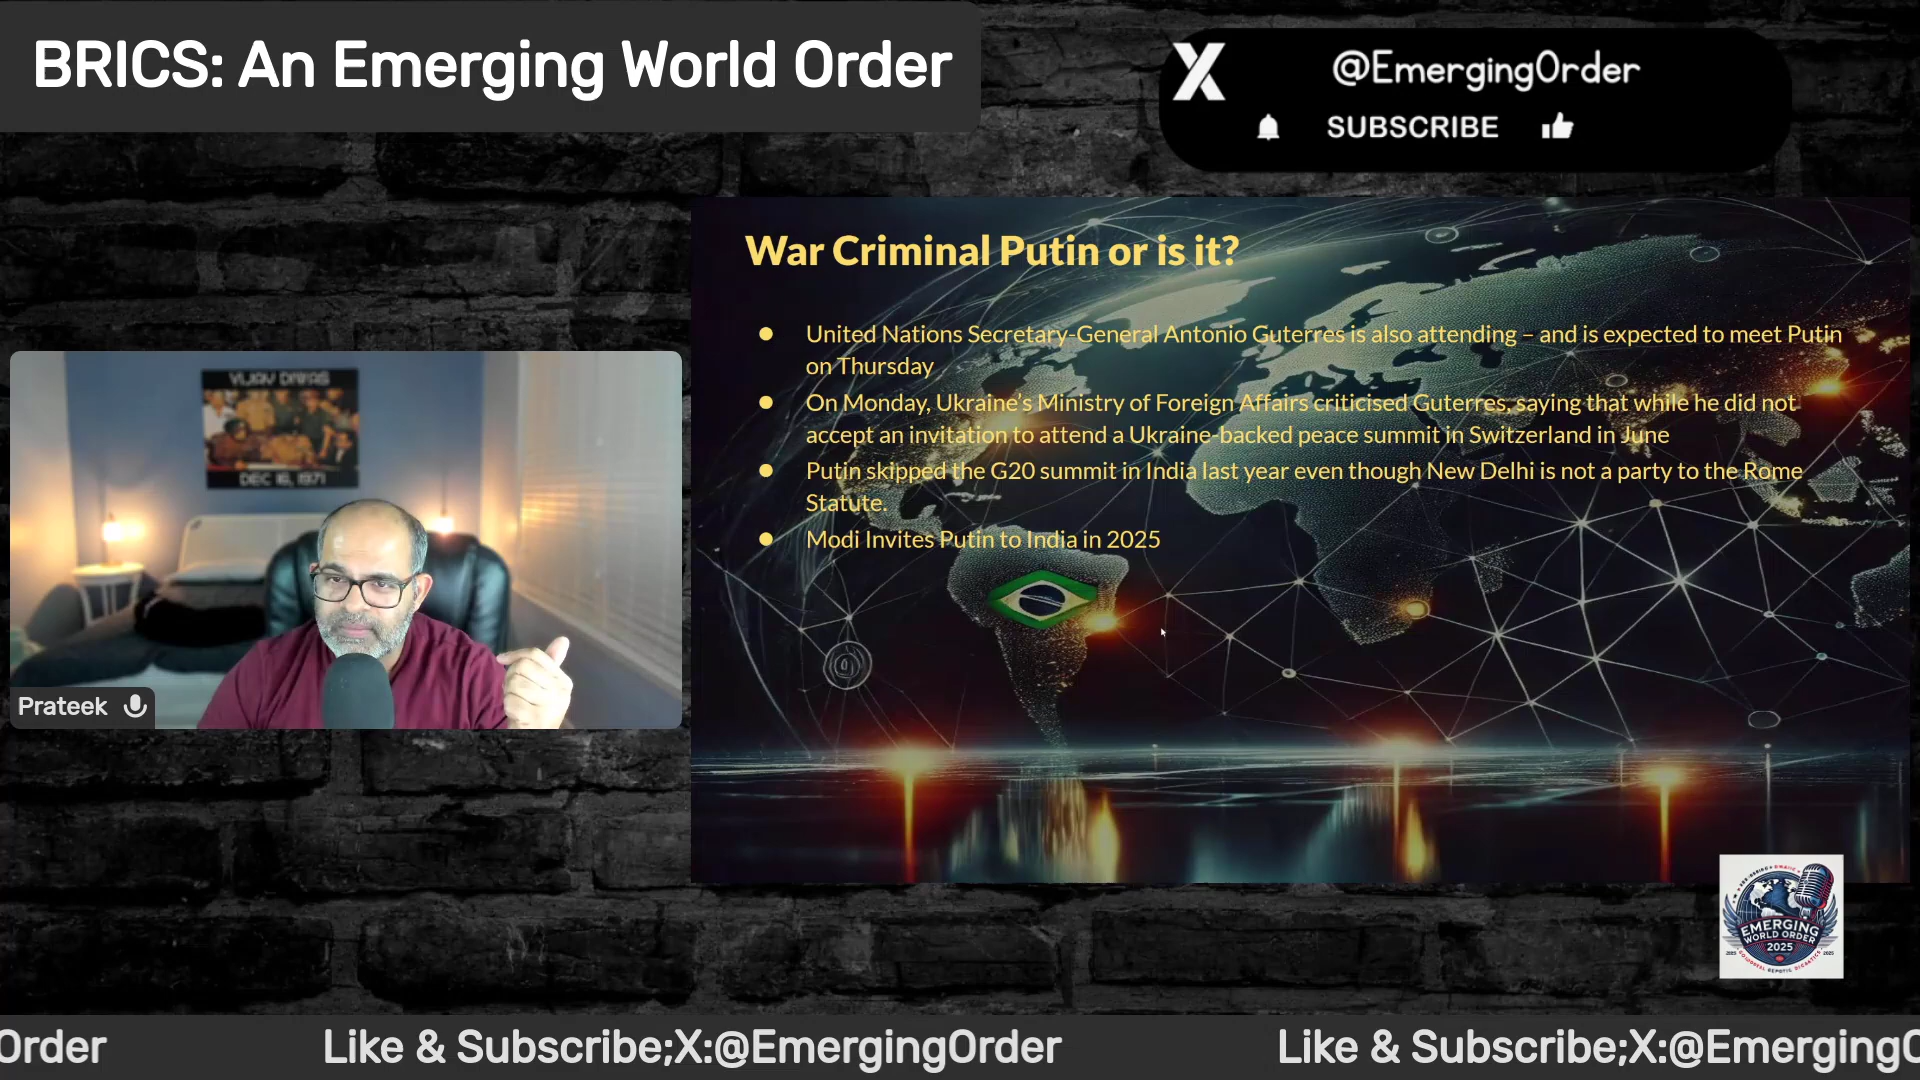 BRICS: An Emerging World Order
X @EmergingOrder
SUBSCRIBE
War Criminal Putin or is it?
● United Nations Secretary-General Antonio Guterres is also attending – and is expected to meet Putin
on Thursday
● On Monday, Ukraine's Ministry of Foreign Affairs criticised Guterres, saying that while he did not
accept an invitation to attend a Ukraine-backed peace summit in Switzerland in June
● Putin skipped the G20 summit in India last year even though New Delhi is not a party to the Rome
Statute.
● Modi Invites Putin to India in 2025
VIJAY DIWAS
DEC 16, 1971
Prateek
EMERGING
WORLD ORDER
2025
Order Like & Subscribe;X:@EmergingOrder Like & Subscribe;X:@EmergingO